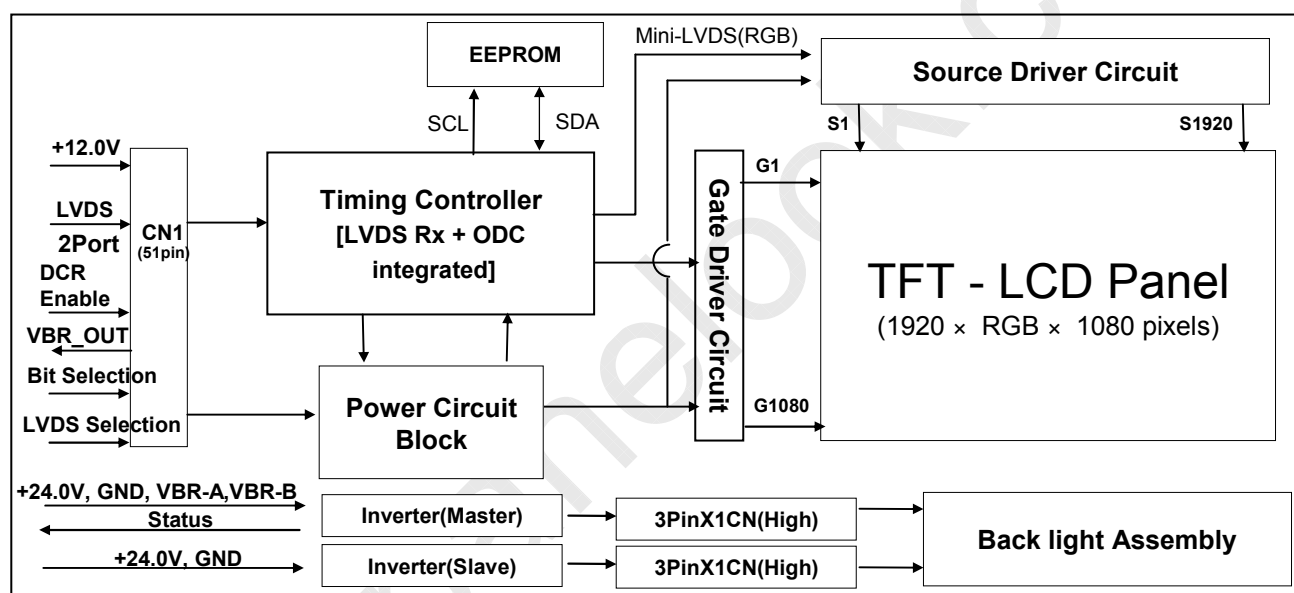 EEPROM
Mini-LVDS(RGB)
Source Driver Circuit
SCL
SDA
S1
S1920
+12.0V
LVDS
2Port
DCR
Enable
VBR_OUT
Bit Selection
LVDS Selection
CN1
(51pin)
Timing Controller
[LVDS Rx + ODC
integrated]
Power Circuit
Block
Gate Driver Circuit
G1
G1080
TFT - LCD Panel
(1920 × RGB × 1080 pixels)
+24.0V, GND, VBR-A,VBR-B
Status
+24.0V, GND
Inverter(Master)
3PinX1CN(High)
Inverter(Slave)
3PinX1CN(High)
Back light Assembly